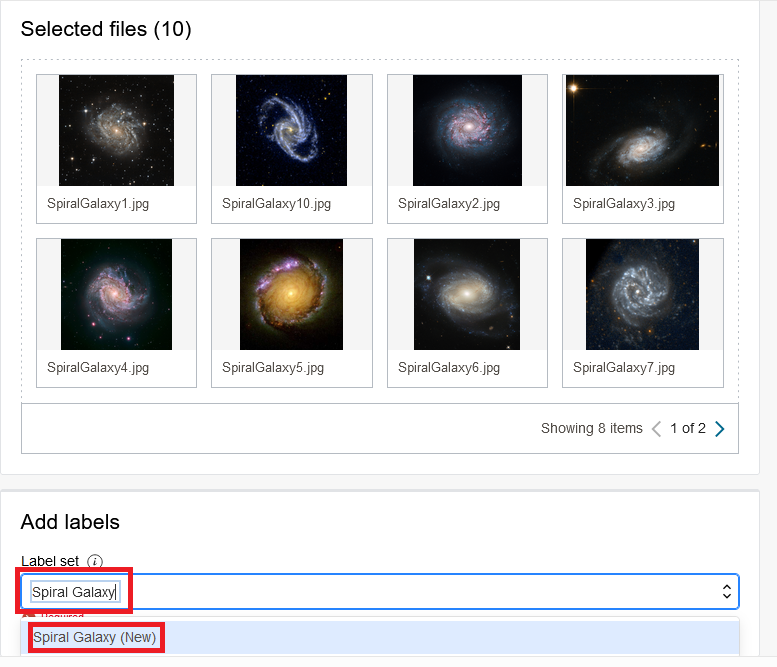 Selected files (10)
SpiralGalaxy1.jpg SpiralGalaxy10.jpg SpiralGalaxy2.jpg SpiralGalaxy3.jpg
SpiralGalaxy4.jpg SpiralGalaxy5.jpg SpiralGalaxy6.jpg SpiralGalaxy7.jpg
Showing 8 items 1 of 2
Add labels
Label set i
Spiral Galaxy
Required
Spiral Galaxy (New)